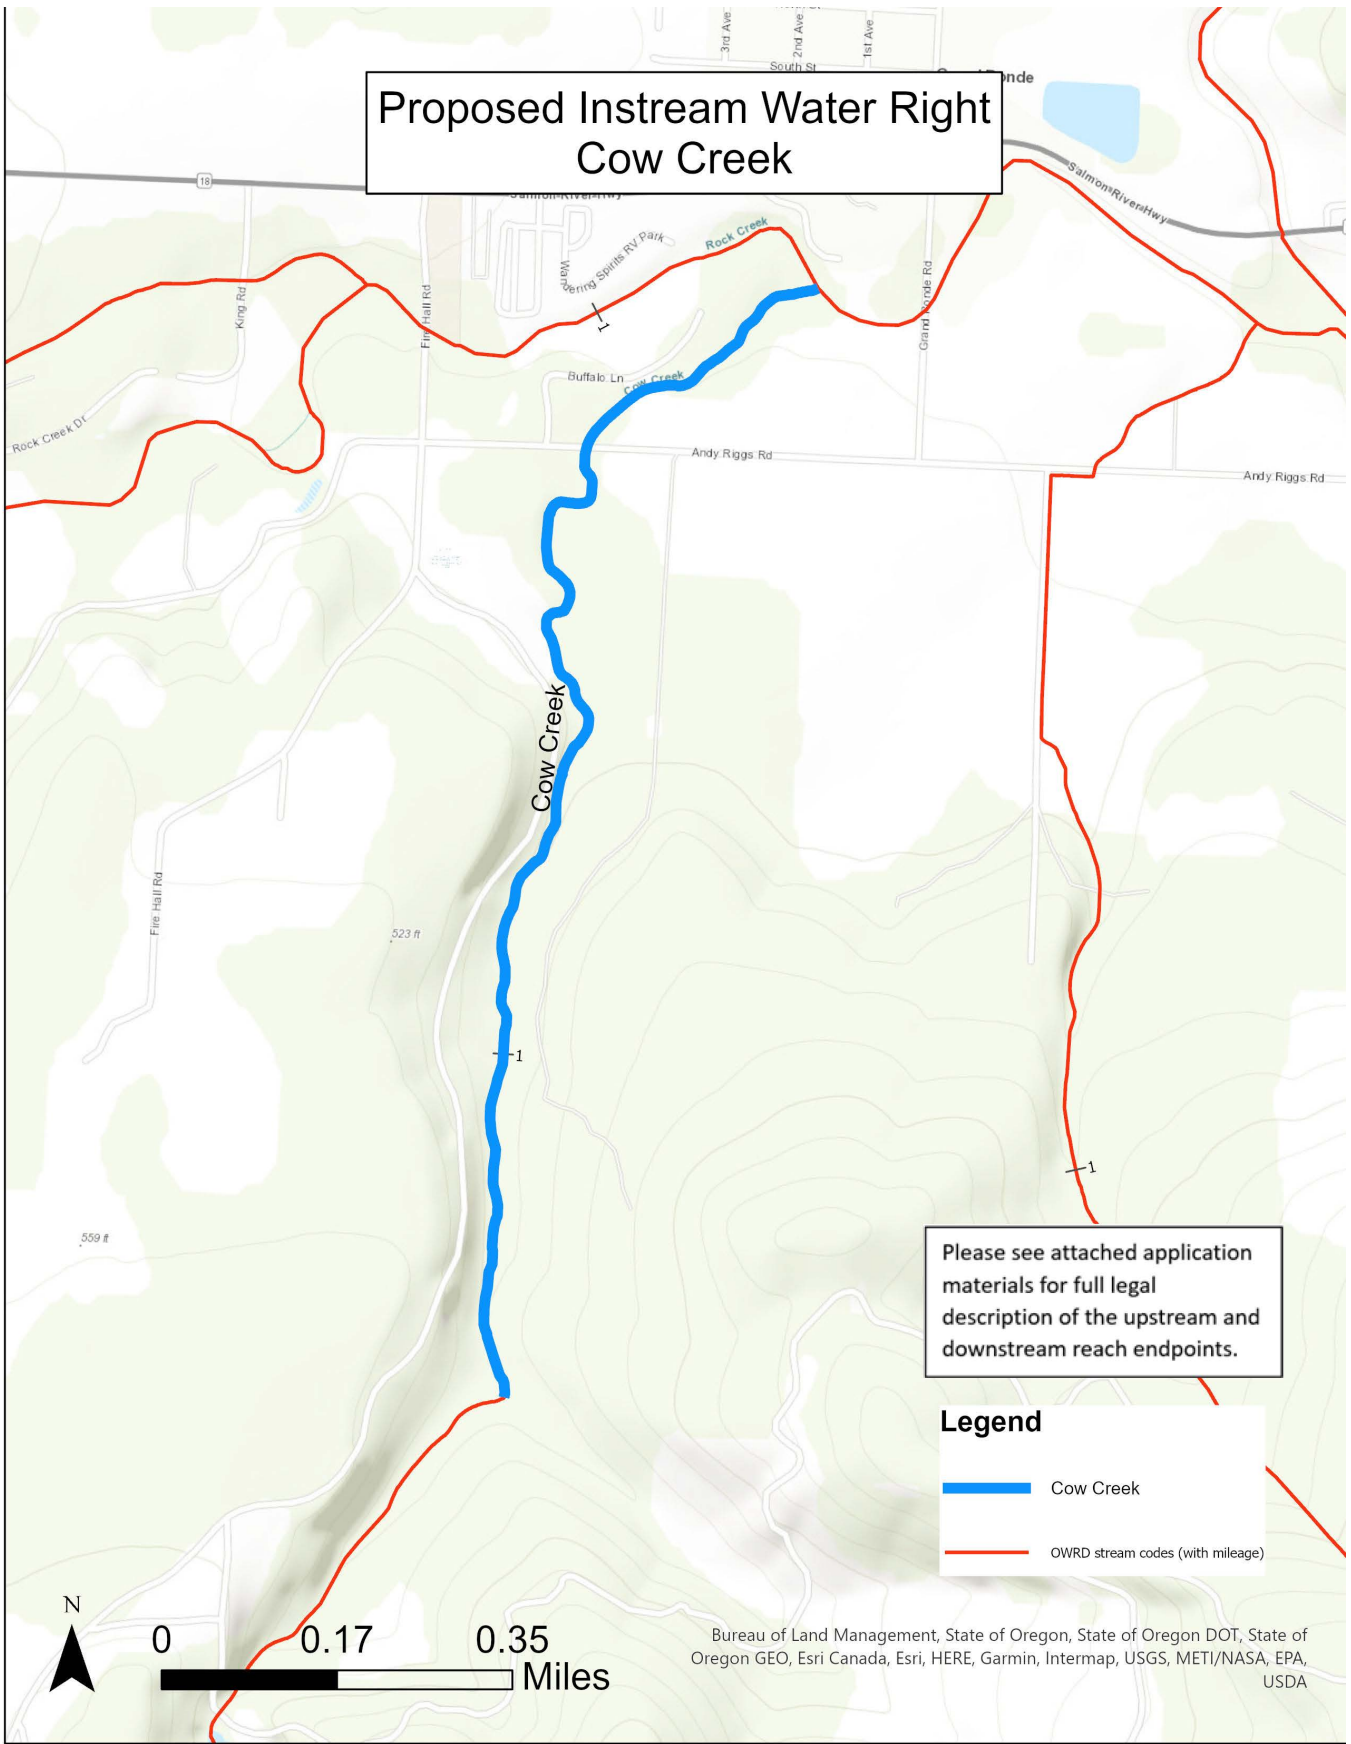 3rd Ave
2nd Ave
1st Ave
South St
onde
Proposed Instream Water Right
Cow Creek
18
Salmon River Hwy
Salmon River Hwy
Rock Creek
Wandering Spirits RV Park
King Rd
Fire Hall Rd
Grand Ronde Rd
1
Buffalo Ln
Cow Creek
Rock Creek Dr
Andy Riggs Rd
Andy Riggs Rd
Cow Creek
Fire Hall Rd
523 ft
1
1
559 ft
Please see attached application
materials for full legal
description of the upstream and
downstream reach endpoints.
Legend
Cow Creek
OWRD stream codes (with mileage)
N
0 0.17 0.35
Miles
Bureau of Land Management, State of Oregon, State of Oregon DOT, State of
Oregon GEO, Esri Canada, Esri, HERE, Garmin, Intermap, USGS, METI/NASA, EPA,
USDA